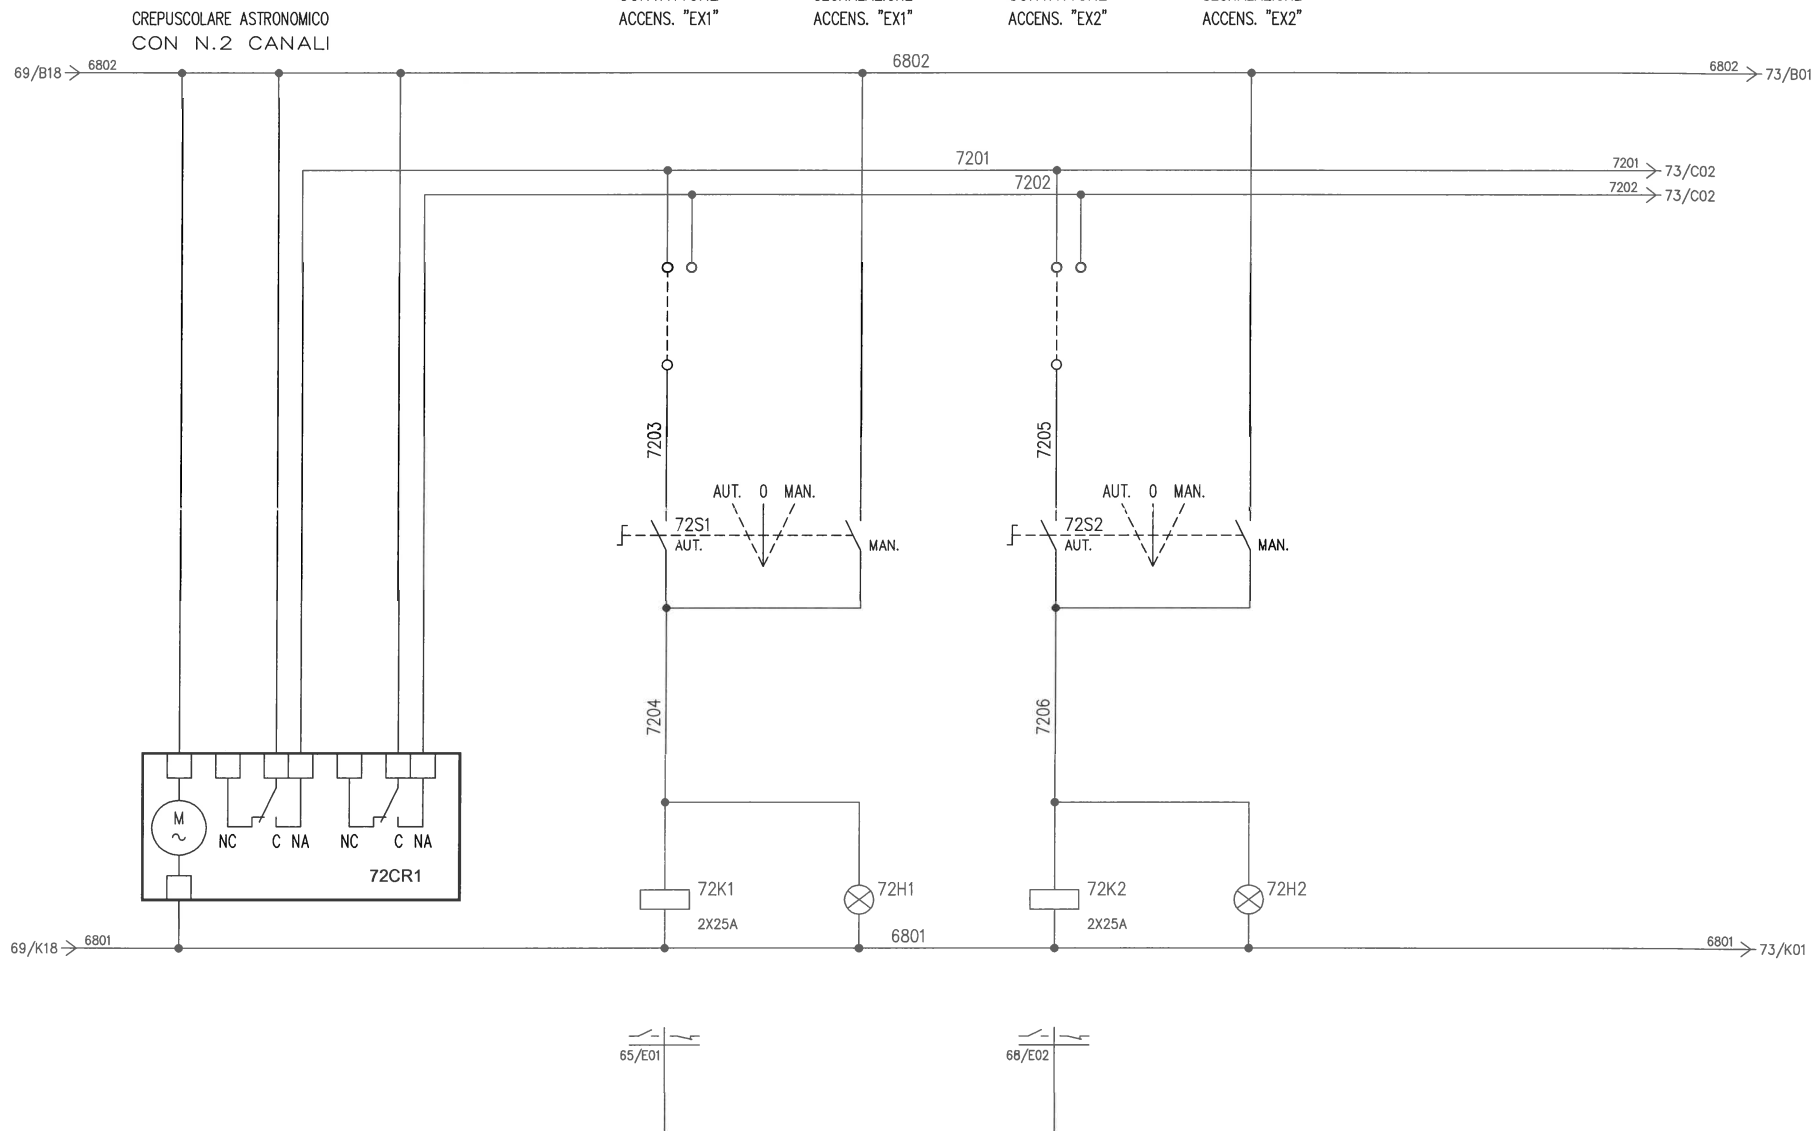 CREPUSCOLARE ASTRONOMICO
CON N.2 CANALI
ACCENS. "EX1"
ACCENS. "EX1"
ACCENS. "EX2"
ACCENS. "EX2"
69/B18
6802
6802
6802
73/B01
7201
7201
73/C02
7202
7202
73/C02
7203
7205
AUT. 0 MAN.
AUT. 0 MAN.
72S1
AUT.
MAN.
72S2
AUT.
MAN.
7204
7206
M
~
NC C NA
NC C NA
72CR1
72K1
2X25A
72H1
72K2
2X25A
72H2
69/K18
6801
6801
6801
73/K01
65/E01
68/E02